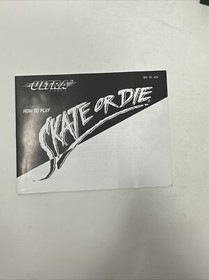 ULTRA
HOW TO PLAY
SKATE OR DIE